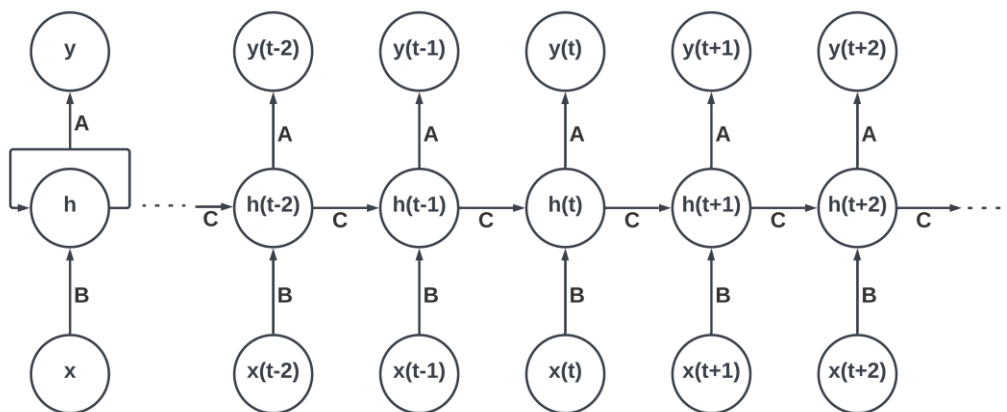 y y(t-2) y(t-1) y(t) y(t+1) y(t+2)
A A A A A A
h h(t-2) h(t-1) h(t) h(t+1) h(t+2)
C C C C C C
B B B B B B
x x(t-2) x(t-1) x(t) x(t+1) x(t+2)